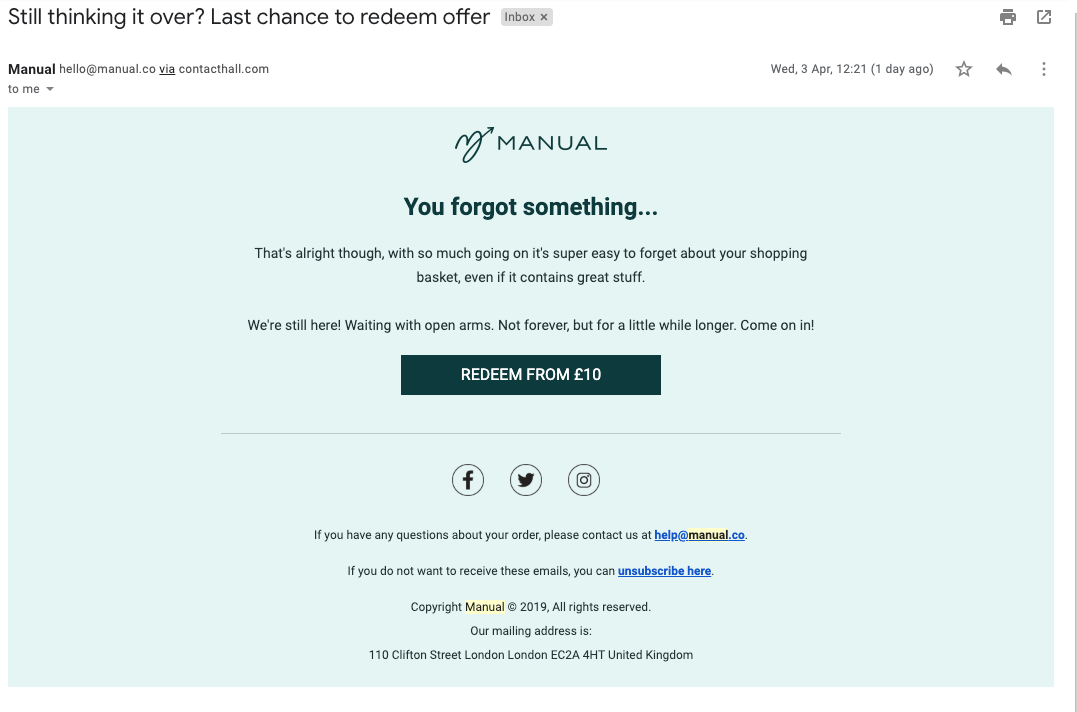 Still thinking it over? Last chance to redeem offer Inbox x
Manual hello@manual.co via contacthall.com Wed, 3 Apr, 12:21 (1 day ago)
to me
MANUAL
You forgot something...
That's alright though, with so much going on it's super easy to forget about your shopping
basket, even if it contains great stuff.
We're still here! Waiting with open arms. Not forever, but for a little while longer. Come on in!
REDEEM FROM £10
If you have any questions about your order, please contact us at help@manual.co.
If you do not want to receive these emails, you can unsubscribe here.
Copyright Manual © 2019, All rights reserved.
Our mailing address is:
110 Clifton Street London London EC2A 4HT United Kingdom